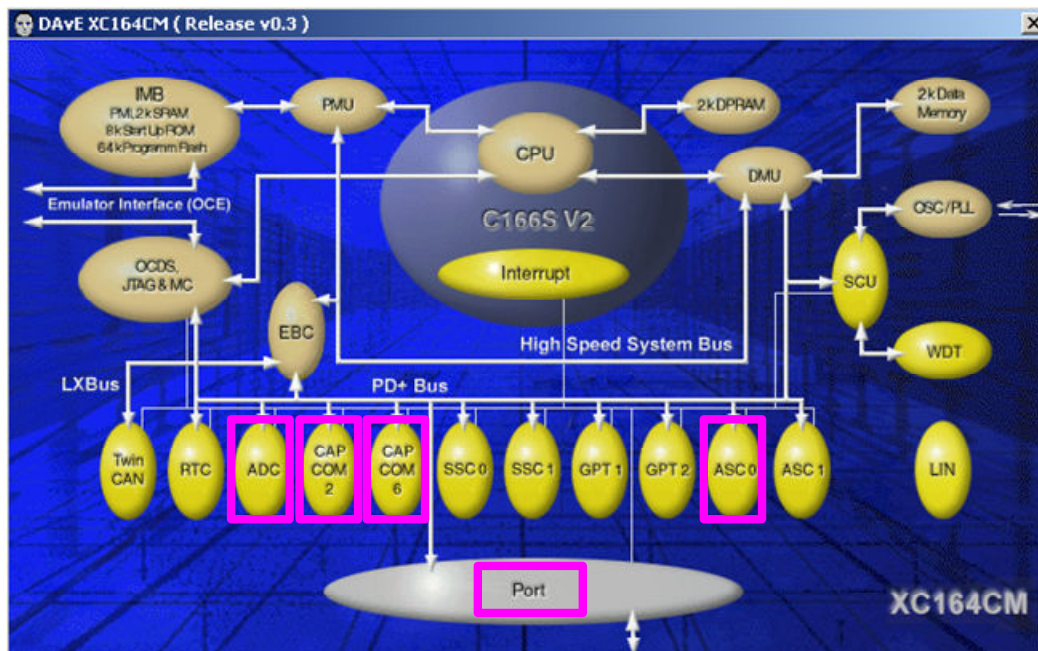 DAvE XC164CM ( Release v0.3 )
IMB
PMI, 2k SRAM
8k Start Up ROM
64k Programm Flash
PMU
CPU
2k DPRAM
2k Data
Memory
DMU
Emulator Interface (OCE)
C166S V2
OSC / PLL
OCDS,
JTAG & MC
Interrupt
SCU
EBC
High Speed System Bus
WDT
LXBus
PD+ Bus
Twin
CAN
RTC
ADC
CAP
COM
2
CAP
COM
6
SSC 0
SSC 1
GPT 1
GPT 2
ASC 0
ASC 1
LIN
Port
XC164CM